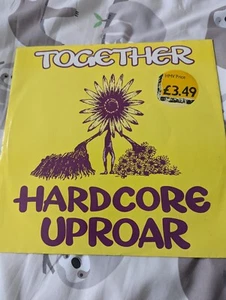 TOGETHER
£3.49
HARDCORE
UPROAR